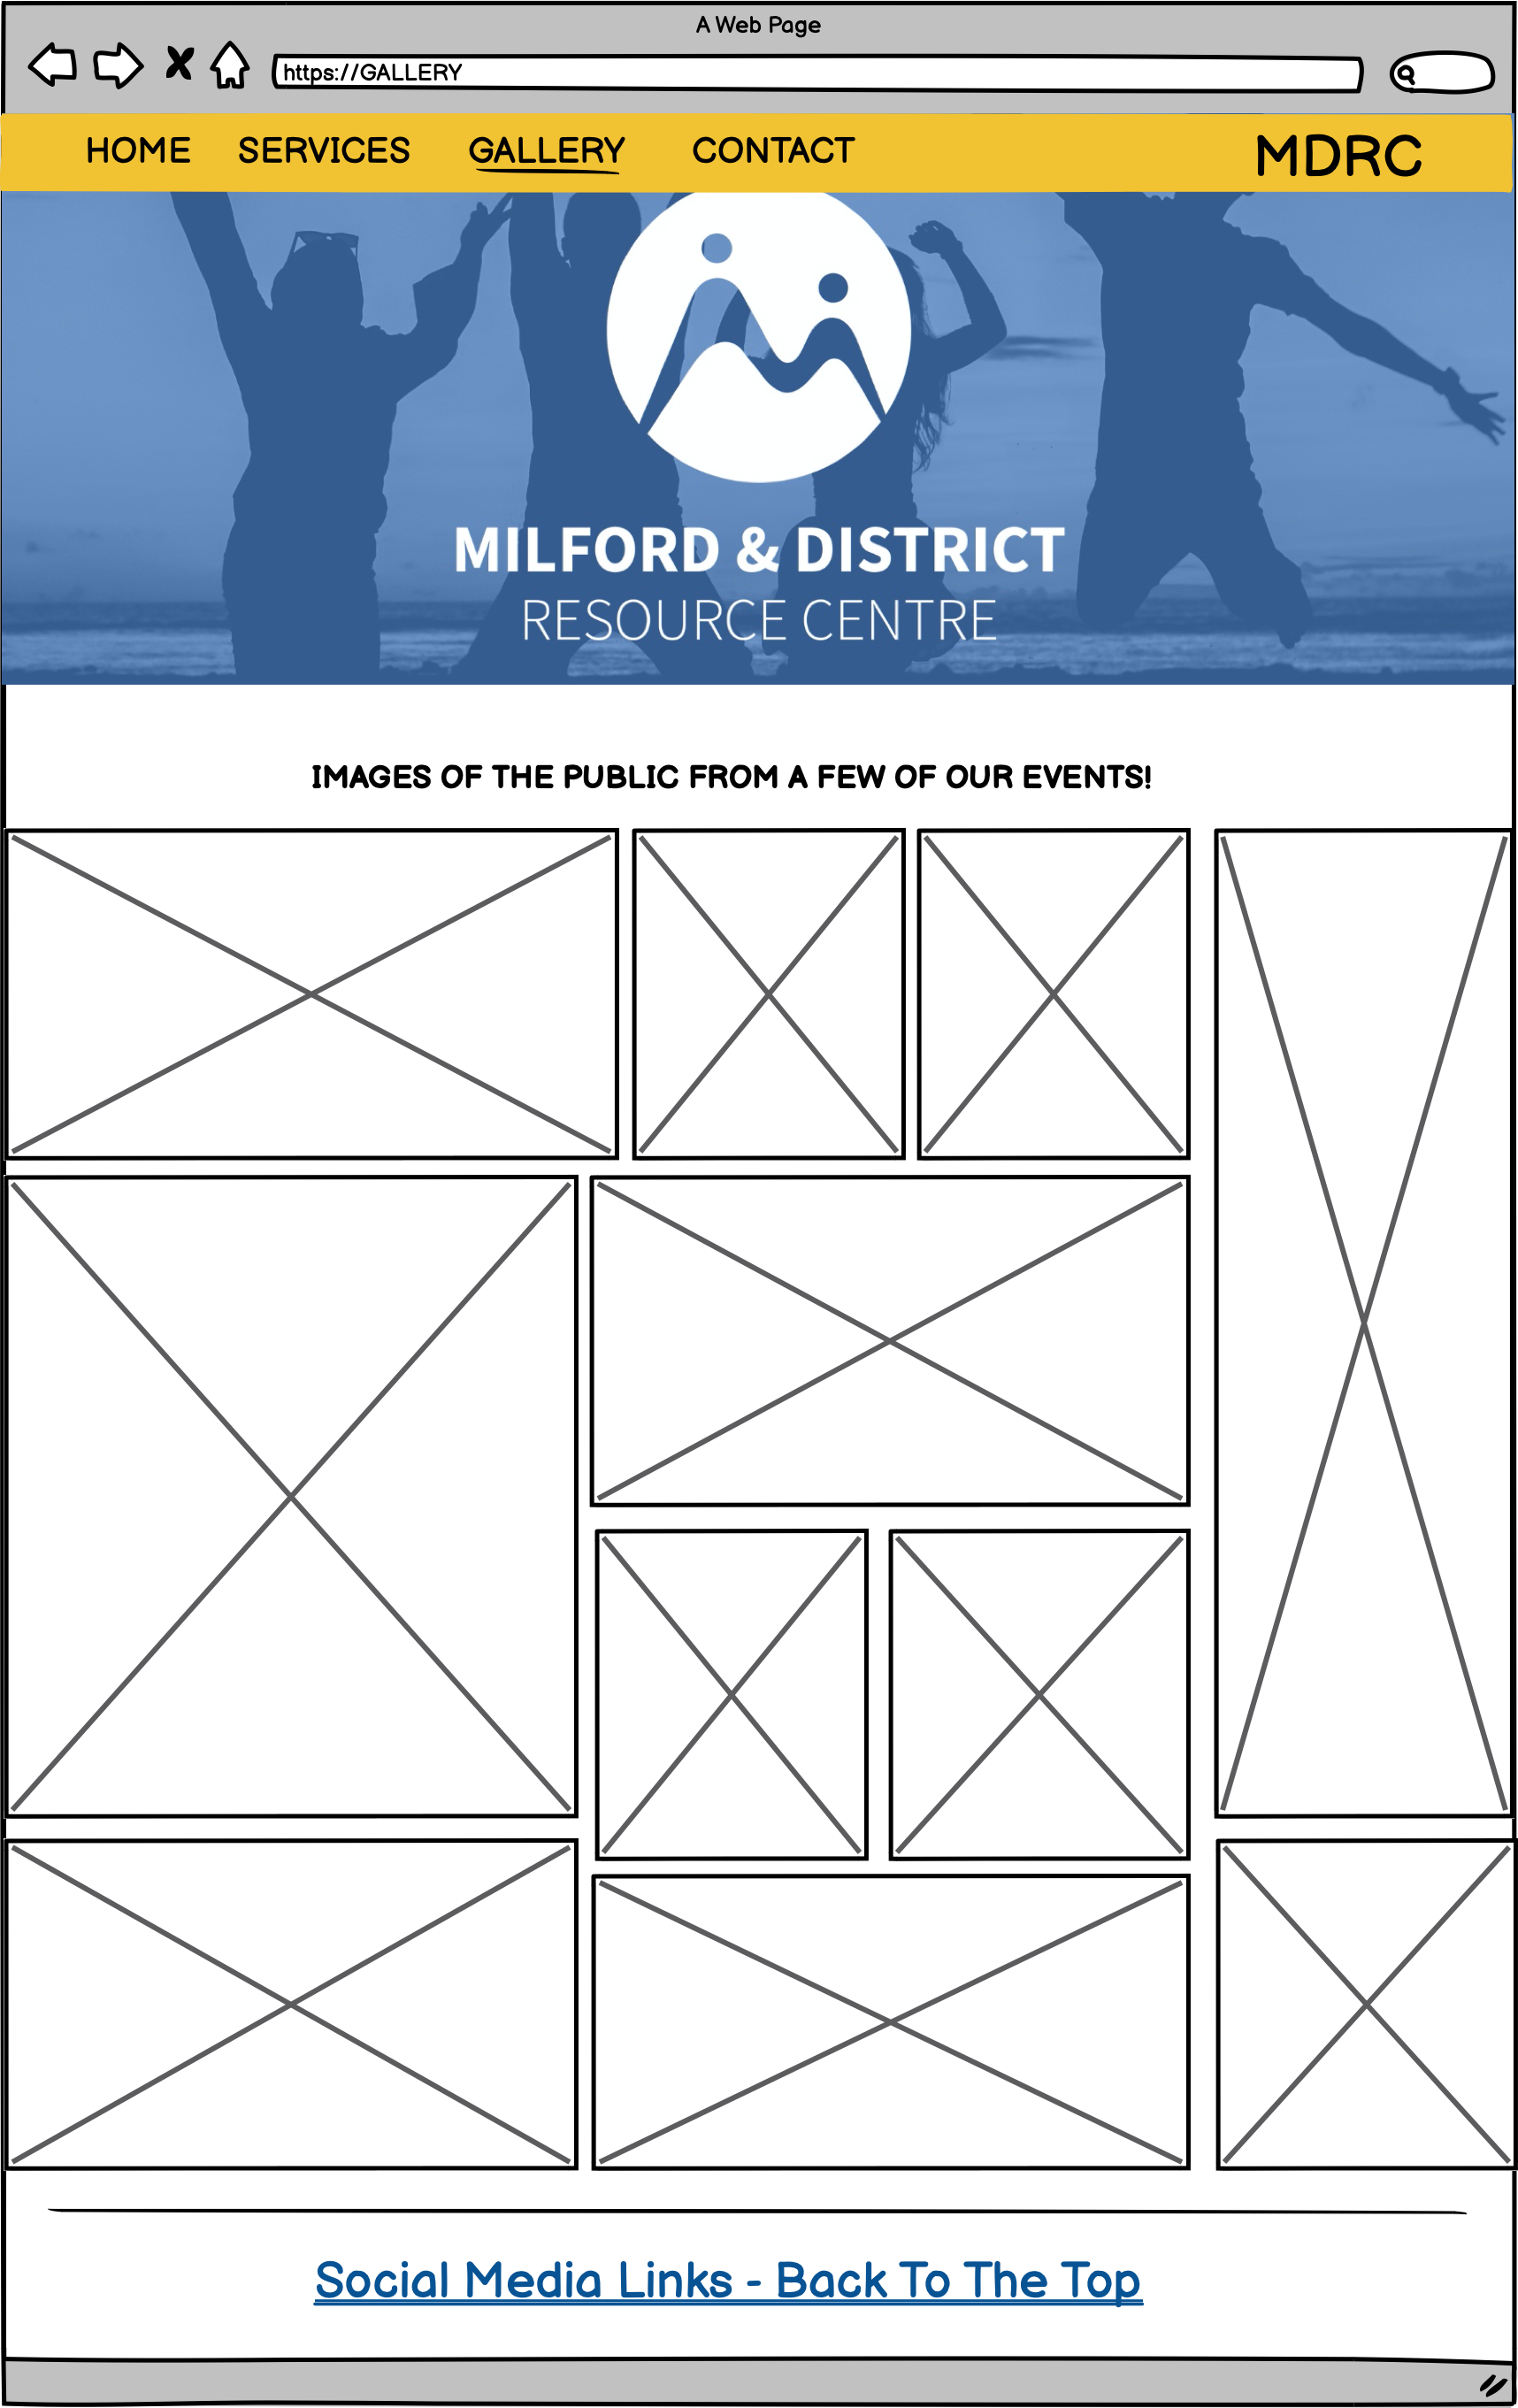 A Web Page
https://GALLERY
HOME SERVICES GALLERY CONTACT MDRC
MILFORD & DISTRICT
RESOURCE CENTRE
IMAGES OF THE PUBLIC FROM A FEW OF OUR EVENTS!
Social Media Links - Back To The Top